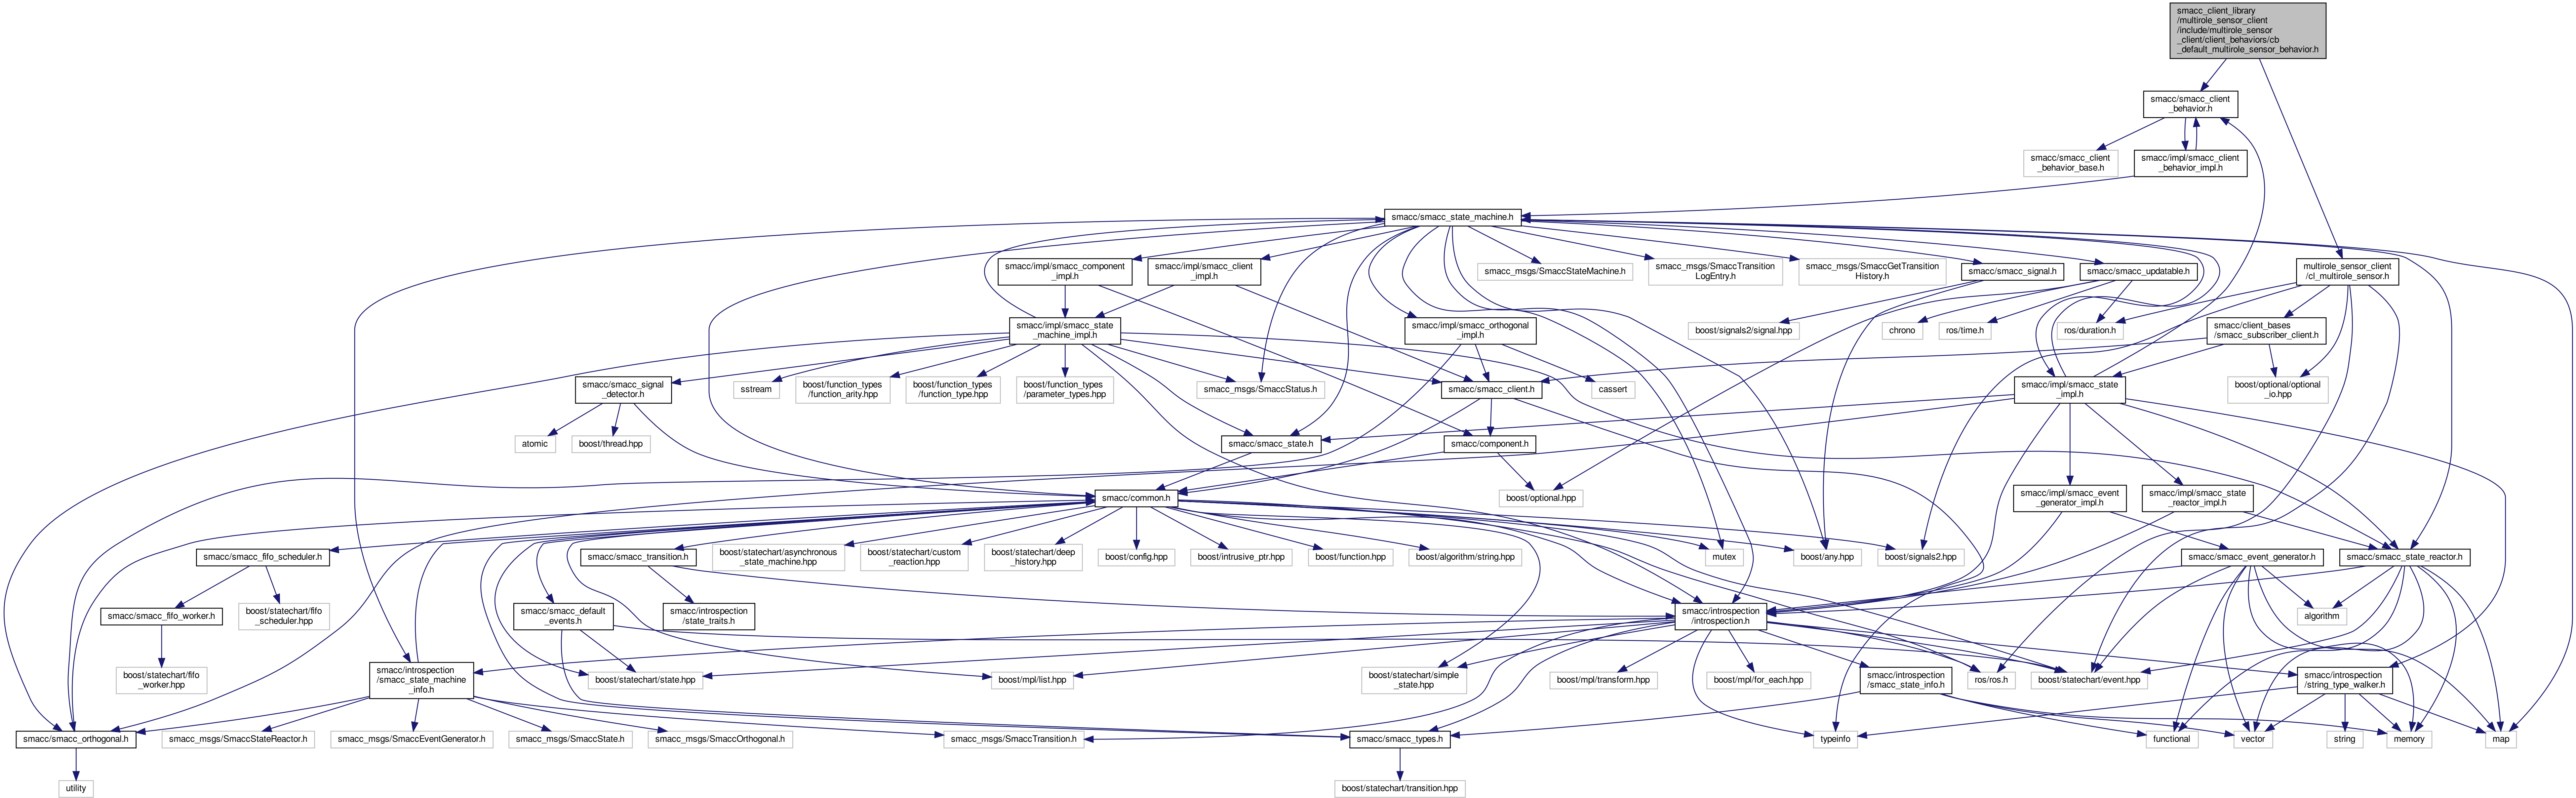 smacc_client_library
/multirole_sensor_client
/include/multirole_sensor
_client/client_behaviors/cb
_default_multirole_sensor_behavior.h
smacc/smacc_client
_behavior.h
smacc/smacc_client
_behavior_base.h
smacc/impl/smacc_client
_behavior_impl.h
smacc/smacc_state_machine.h
smacc/impl/smacc_component
_impl.h
smacc/impl/smacc_client
_impl.h
smacc_msgs/SmaccStateMachine.h
smacc_msgs/SmaccTransition
LogEntry.h
smacc_msgs/SmaccGetTransition
History.h
smacc/smacc_signal.h
smacc/smacc_updatable.h
multirole_sensor_client
/cl_multirole_sensor.h
smacc/impl/smacc_state
_machine_impl.h
smacc/impl/smacc_orthogonal
_impl.h
boost/signals2/signal.hpp
chrono
ros/time.h
ros/duration.h
smacc/client_bases
/smacc_subscriber_client.h
smacc/smacc_signal
_detector.h
sstream
boost/function_types
/function_arity.hpp
boost/function_types
/function_type.hpp
boost/function_types
/parameter_types.hpp
smacc_msgs/SmaccStatus.h
smacc/smacc_client.h
cassert
smacc/impl/smacc_state
_impl.h
boost/optional/optional
_io.hpp
atomic
boost/thread.hpp
smacc/smacc_state.h
smacc/component.h
smacc/common.h
boost/optional.hpp
smacc/impl/smacc_event
_generator_impl.h
smacc/impl/smacc_state
_reactor_impl.h
smacc/smacc_fifo_scheduler.h
smacc/smacc_transition.h
boost/statechart/asynchronous
_state_machine.hpp
boost/statechart/custom
_reaction.hpp
boost/statechart/deep
_history.hpp
boost/config.hpp
boost/intrusive_ptr.hpp
boost/function.hpp
boost/algorithm/string.hpp
mutex
boost/any.hpp
boost/signals2.hpp
smacc/smacc_event_generator.h
smacc/smacc_state_reactor.h
smacc/smacc_fifo_worker.h
boost/statechart/fifo
_scheduler.hpp
smacc/smacc_default
_events.h
smacc/introspection
/state_traits.h
smacc/introspection
/introspection.h
algorithm
boost/statechart/fifo
_worker.hpp
smacc/introspection
/smacc_state_machine
_info.h
boost/statechart/state.hpp
boost/statechart/simple
_state.hpp
boost/mpl/list.hpp
boost/mpl/transform.hpp
boost/mpl/for_each.hpp
smacc/introspection
/smacc_state_info.h
ros/ros.h
boost/statechart/event.hpp
smacc/introspection
/string_type_walker.h
smacc/smacc_orthogonal.h
smacc_msgs/SmaccStateReactor.h
smacc_msgs/SmaccEventGenerator.h
smacc_msgs/SmaccState.h
smacc_msgs/SmaccOrthogonal.h
smacc_msgs/SmaccTransition.h
smacc/smacc_types.h
typeinfo
functional
vector
string
memory
map
utility
boost/statechart/transition.hpp